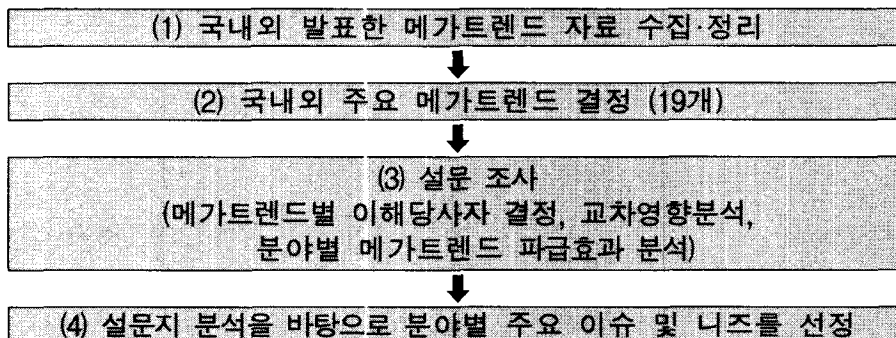 (1) 국내외 발표한 메가트렌드 자료 수집·정리
(2) 국내외 주요 메가트렌드 결정 (19개)
(3) 설문 조사
(메가트렌드별 이해당사자 결정, 교차영향분석,
분야별 메가트렌드 파급효과 분석)
(4) 설문지 분석을 바탕으로 분야별 주요 이슈 및 니즈를 선정